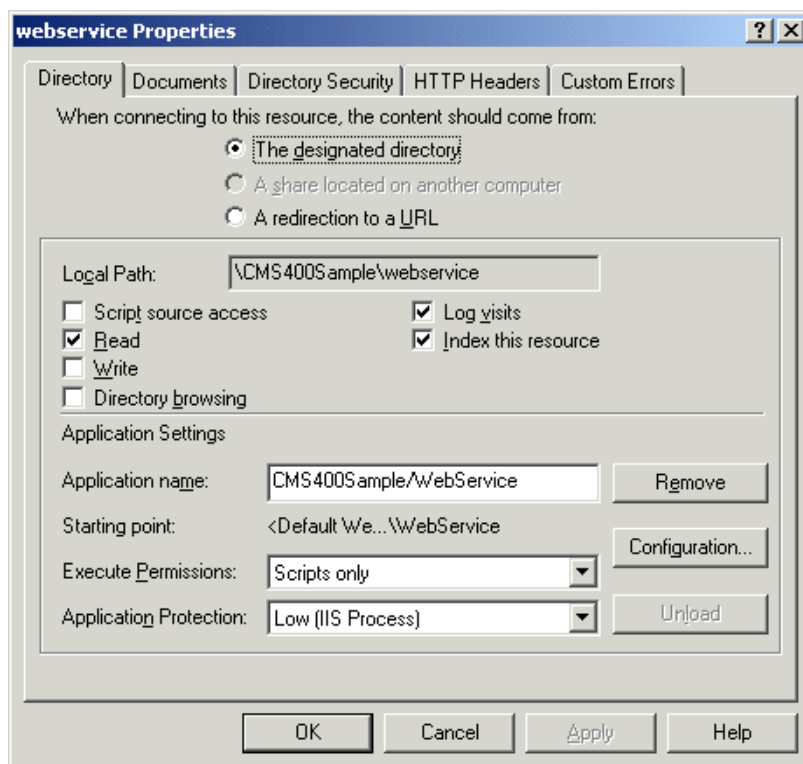 webservice Properties
Directory Documents Directory Security HTTP Headers Custom Errors
When connecting to this resource, the content should come from:
The designated directory
A share located on another computer
A redirection to a URL
Local Path: \CMS400Sample\webservice
Script source access Log visits
Read Index this resource
Write
Directory browsing
Application Settings
Application name: CMS400Sample/WebService Remove
Starting point: <Default We...\WebService
Configuration...
Execute Permissions: Scripts only
Application Protection: Low (IIS Process) Unload
OK Cancel Apply Help